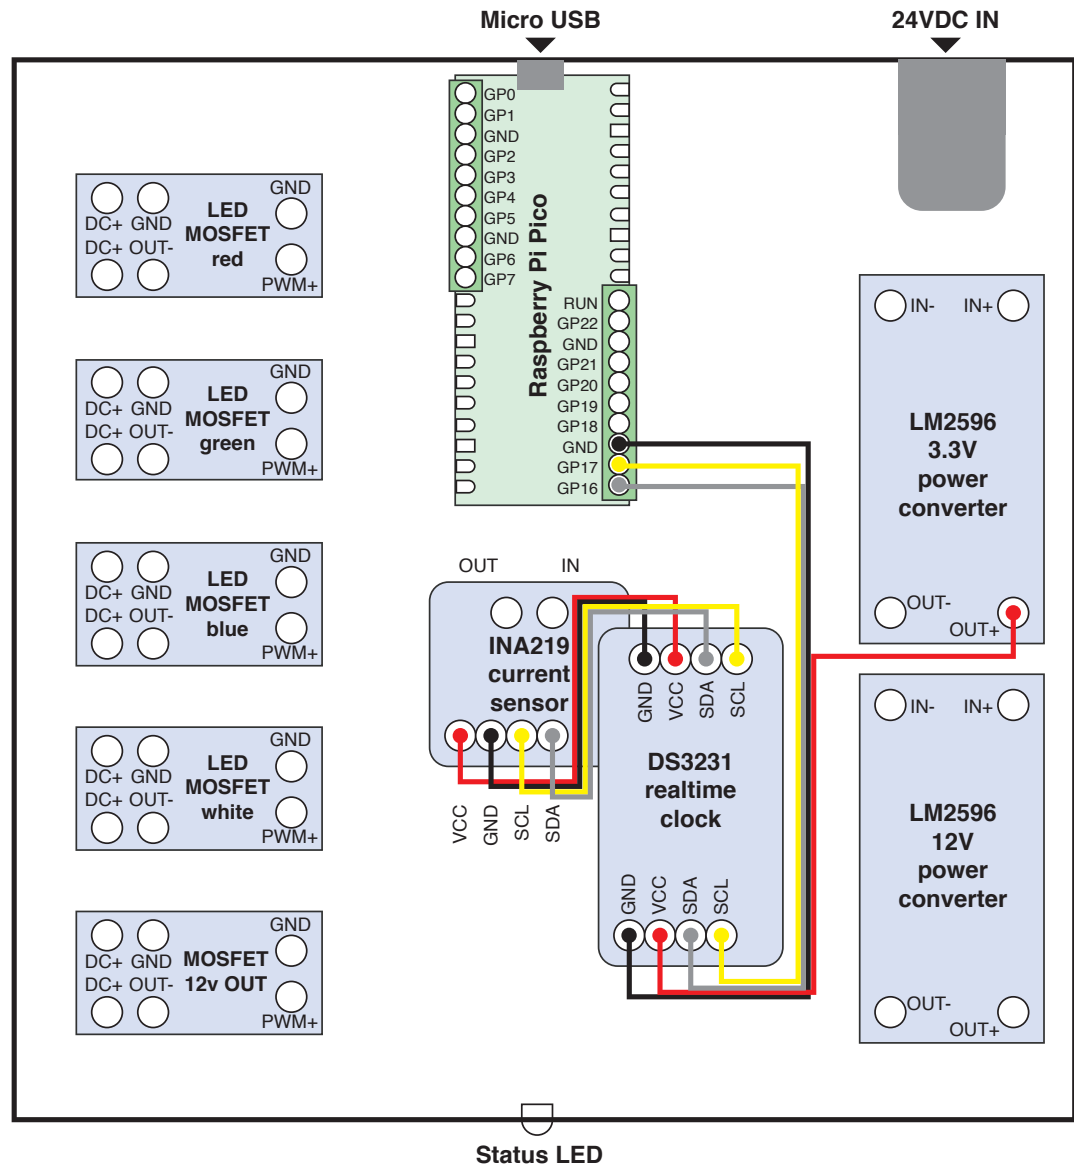 Micro USB
24VDC IN
GP0
GP1
GND
GP2
GP3
GP4
GP5
GND
GP6
GP7
Raspberry Pi Pico
RUN
GP22
GND
GP21
GP20
GP19
GP18
GND
GP17
GP16
GND
DC+ GND
DC+ OUT-
LED
MOSFET
red
PWM+
GND
DC+ GND
DC+ OUT-
LED
MOSFET
green
PWM+
GND
DC+ GND
DC+ OUT-
LED
MOSFET
blue
PWM+
GND
DC+ GND
DC+ OUT-
LED
MOSFET
white
PWM+
GND
DC+ GND
DC+ OUT-
MOSFET
12v OUT
PWM+
OUT IN
INA219
current
sensor
VCC
GND
SCL
SDA
GND
VCC
SDA
SCL
DS3231
realtime
clock
GND
VCC
SDA
SCL
IN- IN+
LM2596
3.3V
power
converter
OUT-
OUT+
IN- IN+
LM2596
12V
power
converter
OUT-
OUT+
Status LED